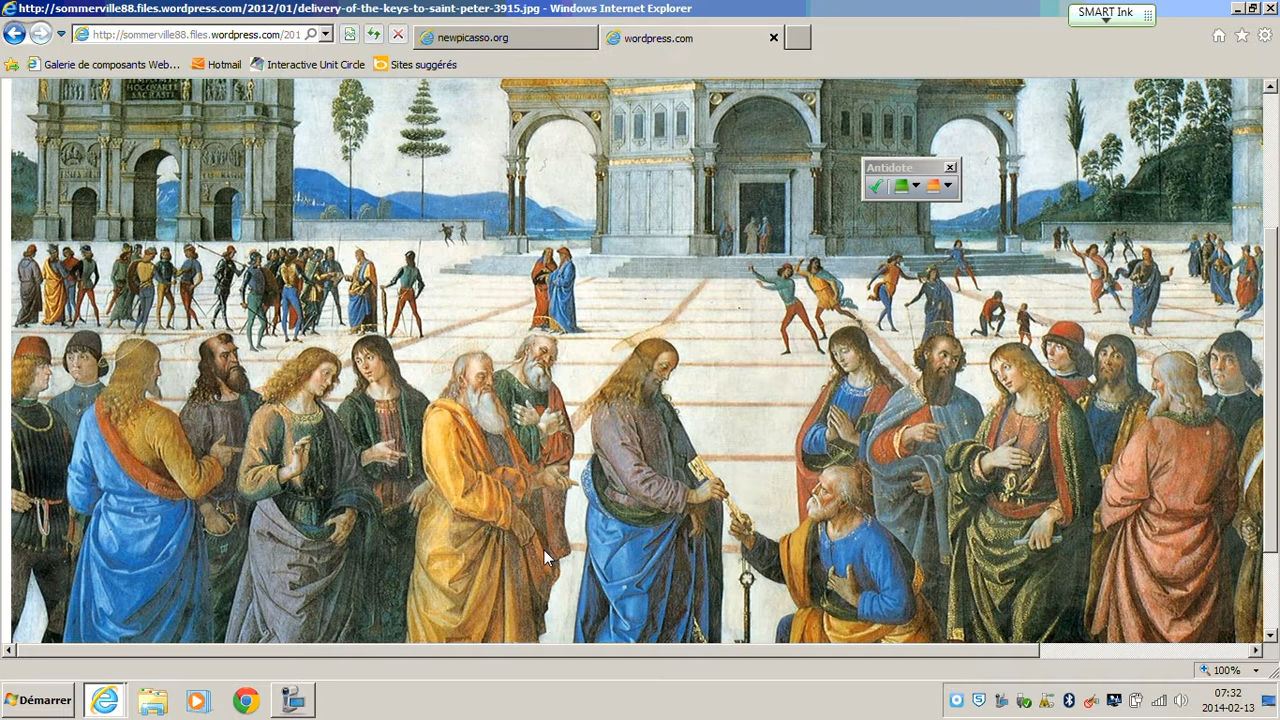 http://sommerville88.files.wordpress.com/2012/01/delivery-of-the-keys-to-saint-peter-3915.jpg - Windows Internet Explorer
SMART Ink
http://sommerville88.files.wordpress.com/201
newpicasso.org
wordpress.com
Galerie de composants Web...
Hotmail
Interactive Unit Circle
Sites suggérés
Antidote
100%
Démarrer
07:32
2014-02-13